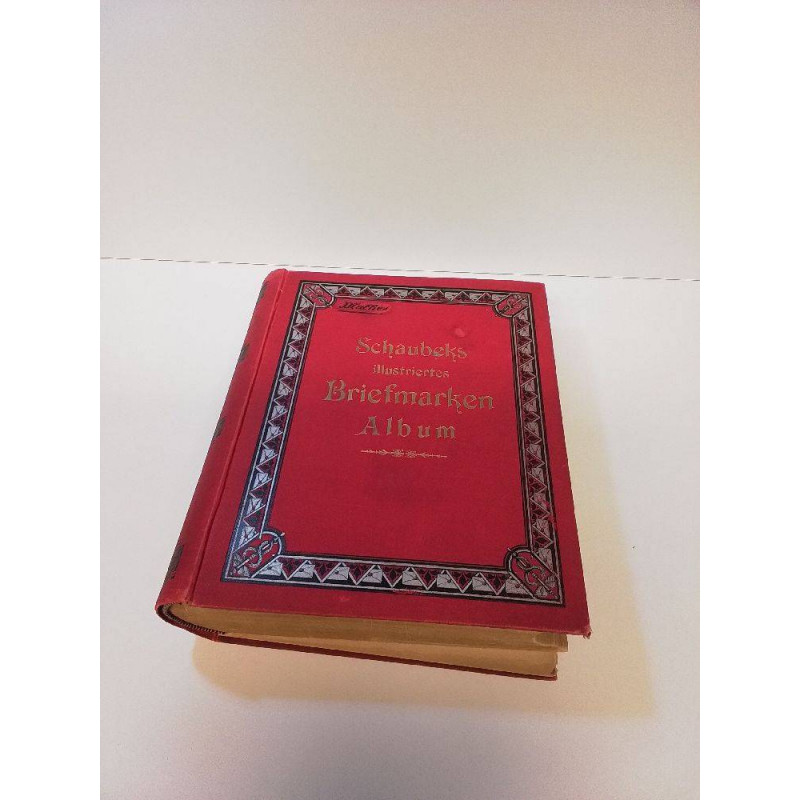 Schaubeks
illustriertes
Briefmarken
Album